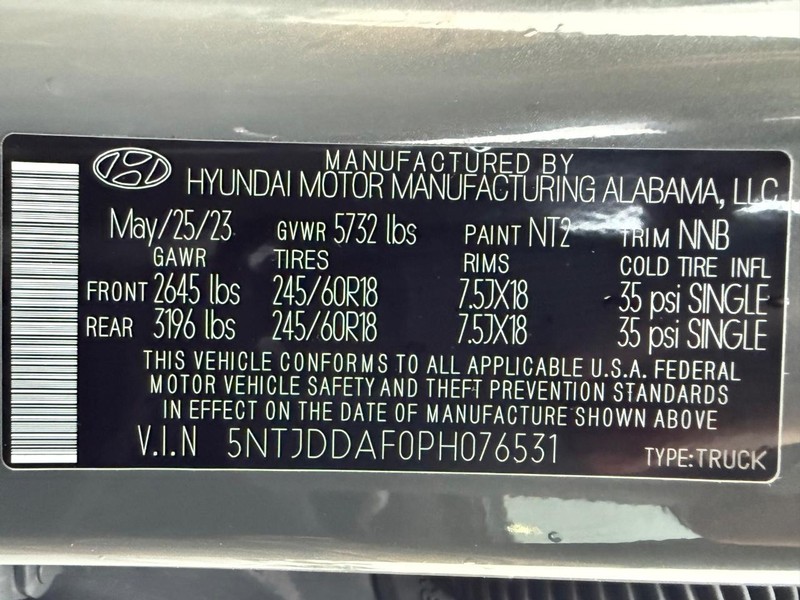 MANUFACTURED BY
HYUNDAI MOTOR MANUFACTURING ALABAMA, LLC
May/25/23 GVWR 5732 lbs PAINT NT2 TRIM NNB
GAWR TIRES RIMS COLD TIRE INFL
FRONT 2645 lbs 245/60R18 7.5JX18 35 psi SINGLE
REAR 3196 lbs 245/60R18 7.5JX18 35 psi SINGLE
THIS VEHICLE CONFORMS TO ALL APPLICABLE U.S.A. FEDERAL
MOTOR VEHICLE SAFETY AND THEFT PREVENTION STANDARDS
IN EFFECT ON THE DATE OF MANUFACTURE SHOWN ABOVE
V.I.N 5NTJDDAF0PH076531 TYPE:TRUCK